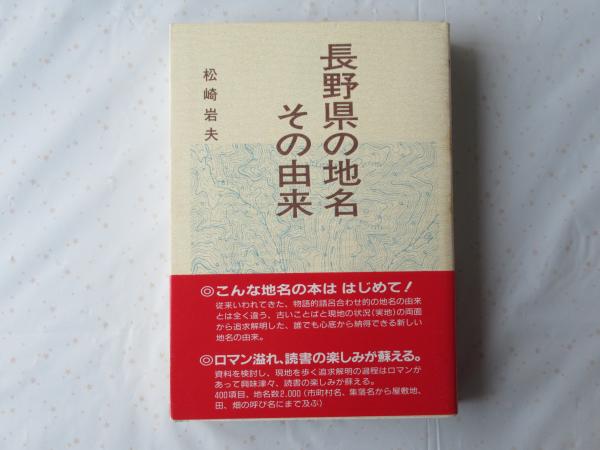 長野県の地名
その由来
松崎岩夫
◎こんな地名の本は はじめて!
従来いわれてきた、物語的語呂合わせ的の地名の由来
とは全く違う、古いことばと現地の状況(実地)の両面
から追求解明した、誰でも心底から納得できる新しい
地名の由来。
◎ロマン溢れ、読書の楽しみが蘇える。
資料を検討し、現地を歩く追求解明の過程はロマンが
あって興味津々、読書の楽しみが蘇える。
400項目、地名数2,000(市町村名、集落名から屋敷地、
田、畑の呼び名にまで及ぶ)